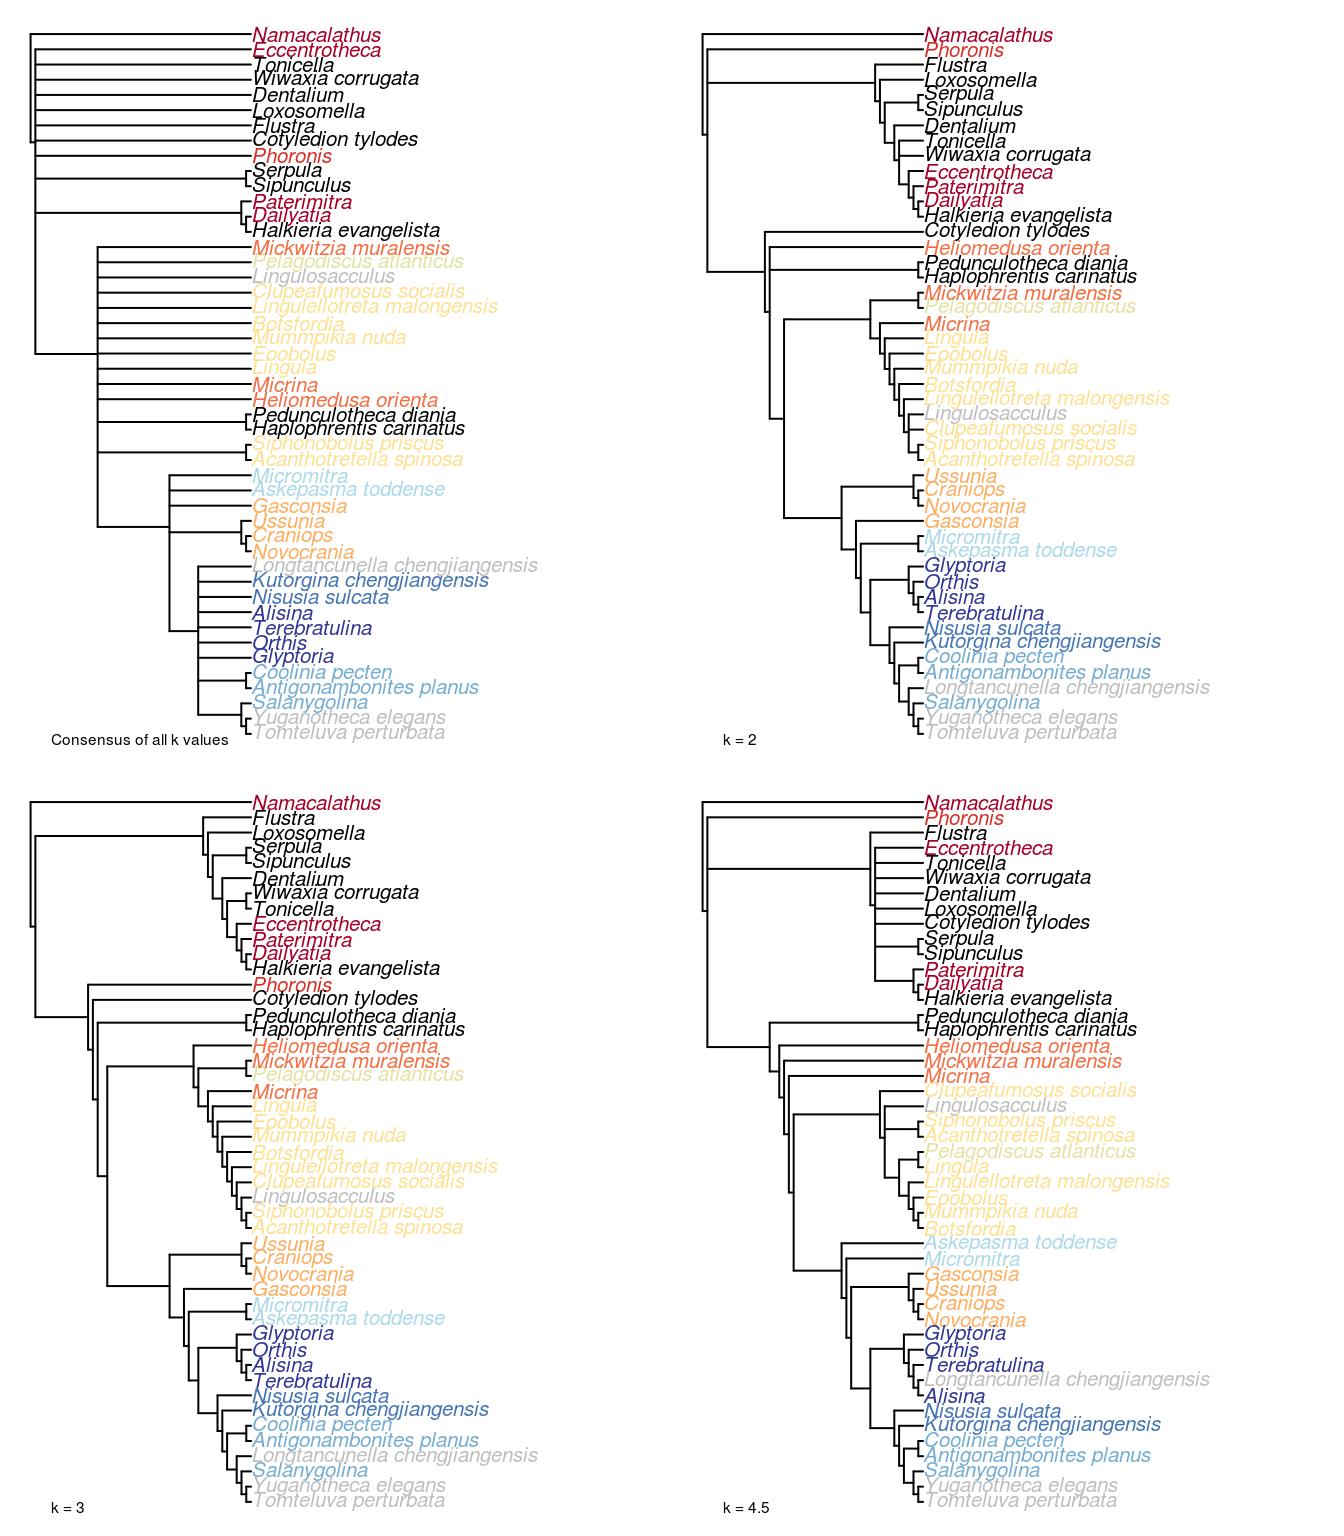 Namacalathus
Eccentrotheca
Tonicella
Wiwaxia corrugata
Dentalium
Loxosomella
Flustra
Cotyledion tylodes
Phoronis
Serpula
Sipunculus
Paterimitra
Dailyatia
Halkieria evangelista
Mickwitzia muralensis
Pelagodiscus atlanticus
Lingulosacculus
Clupeafumosus socialis
Lingulellotreta malongensis
Botsfordia
Mummpikia nuda
Eoobolus
Lingula
Micrina
Heliomedusa orienta
Pedunculotheca diania
Haplophrentis carinatus
Siphonobolus priscus
Acanthotretella spinosa
Micromitra
Askepasma toddense
Gasconsia
Ussunia
Craniops
Novocrania
Longtancunella chengjiangensis
Kutorgina chengjiangensis
Nisusia sulcata
Alisina
Terebratulina
Orthis
Glyptoria
Coolinia pecten
Antigonambonites planus
Salanygolina
Yuganotheca elegans
Tomteluva perturbata
Consensus of all k values
Namacalathus
Phoronis
Flustra
Loxosomella
Serpula
Sipunculus
Dentalium
Tonicella
Wiwaxia corrugata
Eccentrotheca
Paterimitra
Dailyatia
Halkieria evangelista
Cotyledion tylodes
Heliomedusa orienta
Pedunculotheca diania
Haplophrentis carinatus
Mickwitzia muralensis
Pelagodiscus atlanticus
Micrina
Lingula
Eoobolus
Mummpikia nuda
Botsfordia
Lingulellotreta malongensis
Lingulosacculus
Clupeafumosus socialis
Siphonobolus priscus
Acanthotretella spinosa
Ussunia
Craniops
Novocrania
Gasconsia
Micromitra
Askepasma toddense
Glyptoria
Orthis
Alisina
Terebratulina
Nisusia sulcata
Kutorgina chengjiangensis
Coolinia pecten
Antigonambonites planus
Longtancunella chengjiangensis
Salanygolina
Yuganotheca elegans
Tomteluva perturbata
k = 2
Namacalathus
Flustra
Loxosomella
Serpula
Sipunculus
Dentalium
Wiwaxia corrugata
Tonicella
Eccentrotheca
Paterimitra
Dailyatia
Halkieria evangelista
Phoronis
Cotyledion tylodes
Pedunculotheca diania
Haplophrentis carinatus
Heliomedusa orienta
Mickwitzia muralensis
Pelagodiscus atlanticus
Micrina
Lingula
Eoobolus
Mummpikia nuda
Botsfordia
Lingulellotreta malongensis
Clupeafumosus socialis
Lingulosacculus
Siphonobolus priscus
Acanthotretella spinosa
Ussunia
Craniops
Novocrania
Gasconsia
Micromitra
Askepasma toddense
Glyptoria
Orthis
Alisina
Terebratulina
Nisusia sulcata
Kutorgina chengjiangensis
Coolinia pecten
Antigonambonites planus
Longtancunella chengjiangensis
Salanygolina
Yuganotheca elegans
Tomteluva perturbata
k = 3
Namacalathus
Phoronis
Flustra
Eccentrotheca
Tonicella
Wiwaxia corrugata
Dentalium
Loxosomella
Cotyledion tylodes
Serpula
Sipunculus
Paterimitra
Dailyatia
Halkieria evangelista
Pedunculotheca diania
Haplophrentis carinatus
Heliomedusa orienta
Mickwitzia muralensis
Micrina
Clupeafumosus socialis
Lingulosacculus
Siphonobolus priscus
Acanthotretella spinosa
Pelagodiscus atlanticus
Lingula
Lingulellotreta malongensis
Eoobolus
Mummpikia nuda
Botsfordia
Askepasma toddense
Micromitra
Gasconsia
Ussunia
Craniops
Novocrania
Glyptoria
Orthis
Terebratulina
Longtancunella chengjiangensis
Alisina
Nisusia sulcata
Kutorgina chengjiangensis
Coolinia pecten
Antigonambonites planus
Salanygolina
Yuganotheca elegans
Tomteluva perturbata
k = 4.5